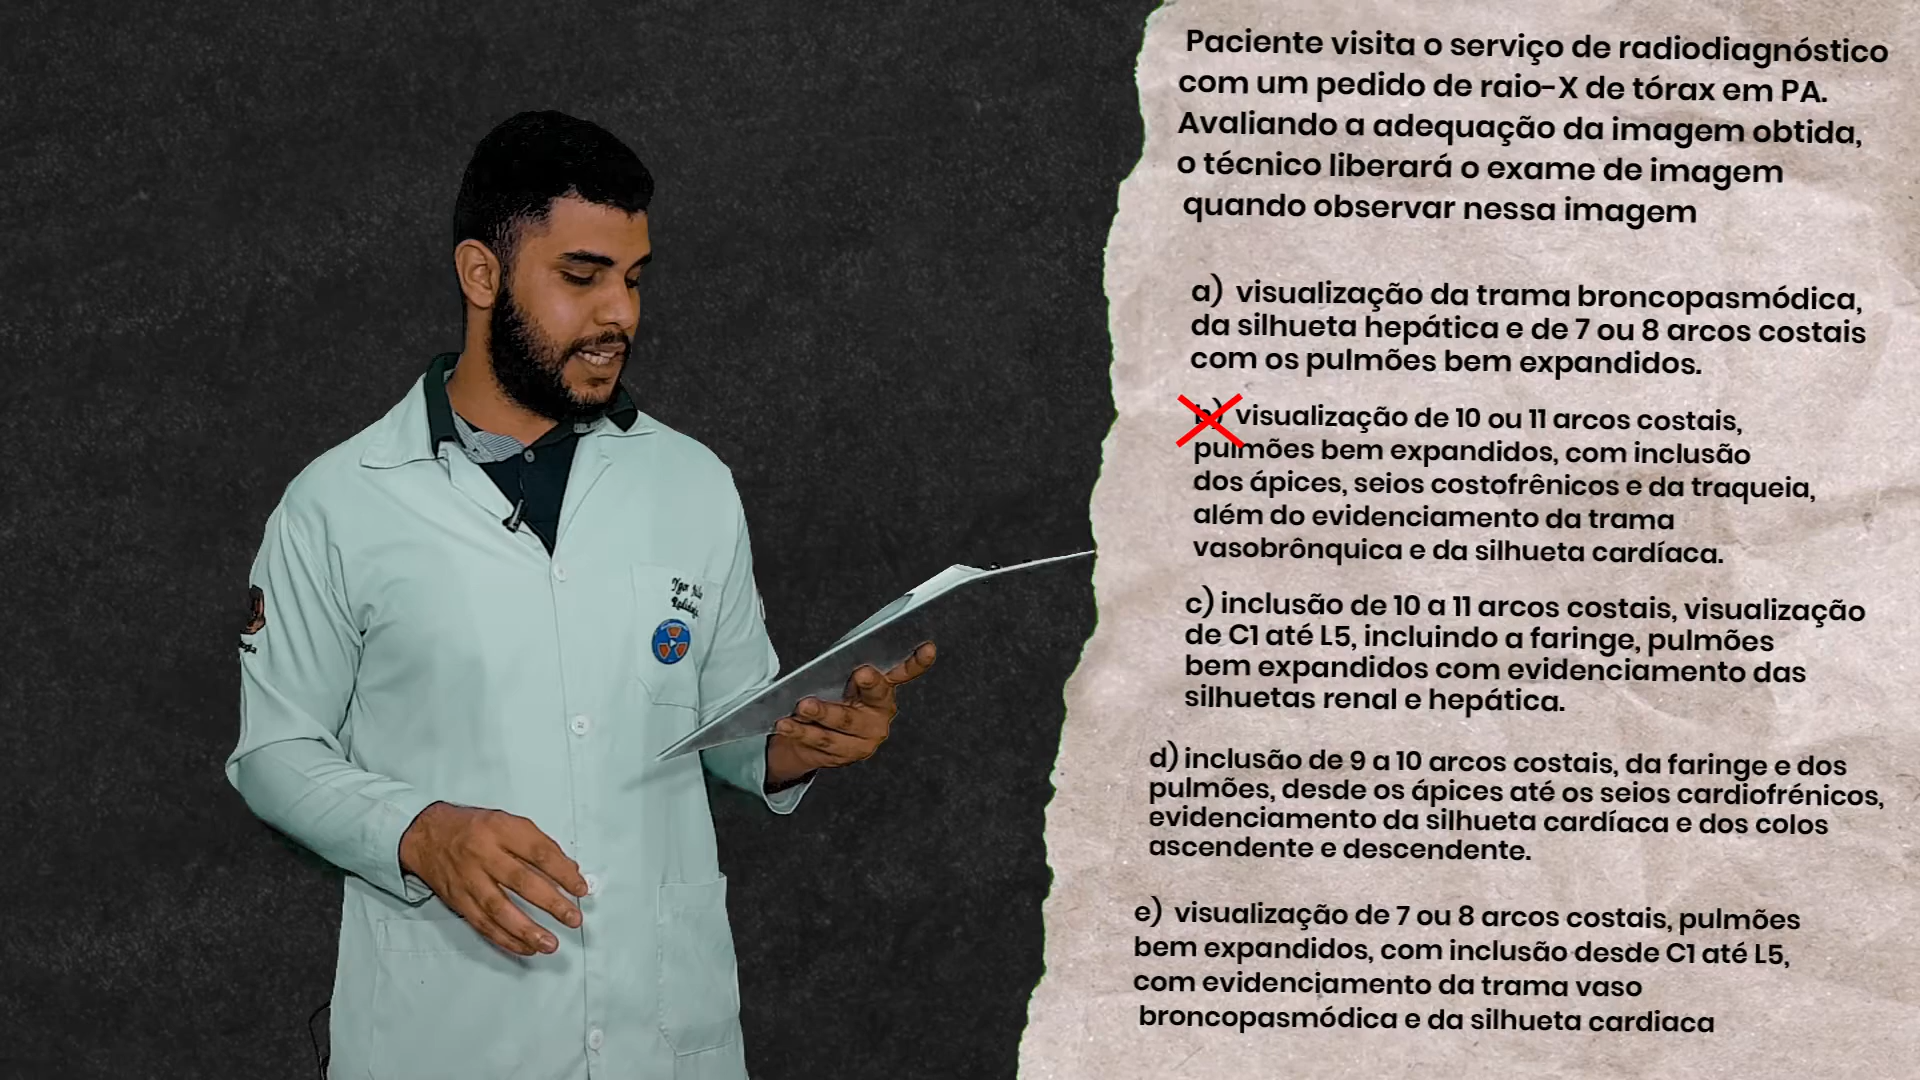 Paciente visita o serviço de radiodiagnóstico
com um pedido de raio-X de tórax em PA.
Avaliando a adequação da imagem obtida,
o técnico liberará o exame de imagem
quando observar nessa imagem
a) visualização da trama broncopasmódica,
da silhueta hepática e de 7 ou 8 arcos costais
com os pulmões bem expandidos.
b) visualização de 10 ou 11 arcos costais,
pulmões bem expandidos, com inclusão
dos ápices, seios costofrênicos e da traqueia,
além do evidenciamento da trama
vasobrônquica e da silhueta cardíaca.
c) inclusão de 10 a 11 arcos costais, visualização
de C1 até L5, incluindo a faringe, pulmões
bem expandidos com evidenciamento das
silhuetas renal e hepática.
d) inclusão de 9 a 10 arcos costais, da faringe e dos
pulmões, desde os ápices até os seios cardiofrénicos,
evidenciamento da silhueta cardíaca e dos colos
ascendente e descendente.
e) visualização de 7 ou 8 arcos costais, pulmões
bem expandidos, com inclusão desde C1 até L5,
com evidenciamento da trama vaso
broncopasmódica e da silhueta cardiaca